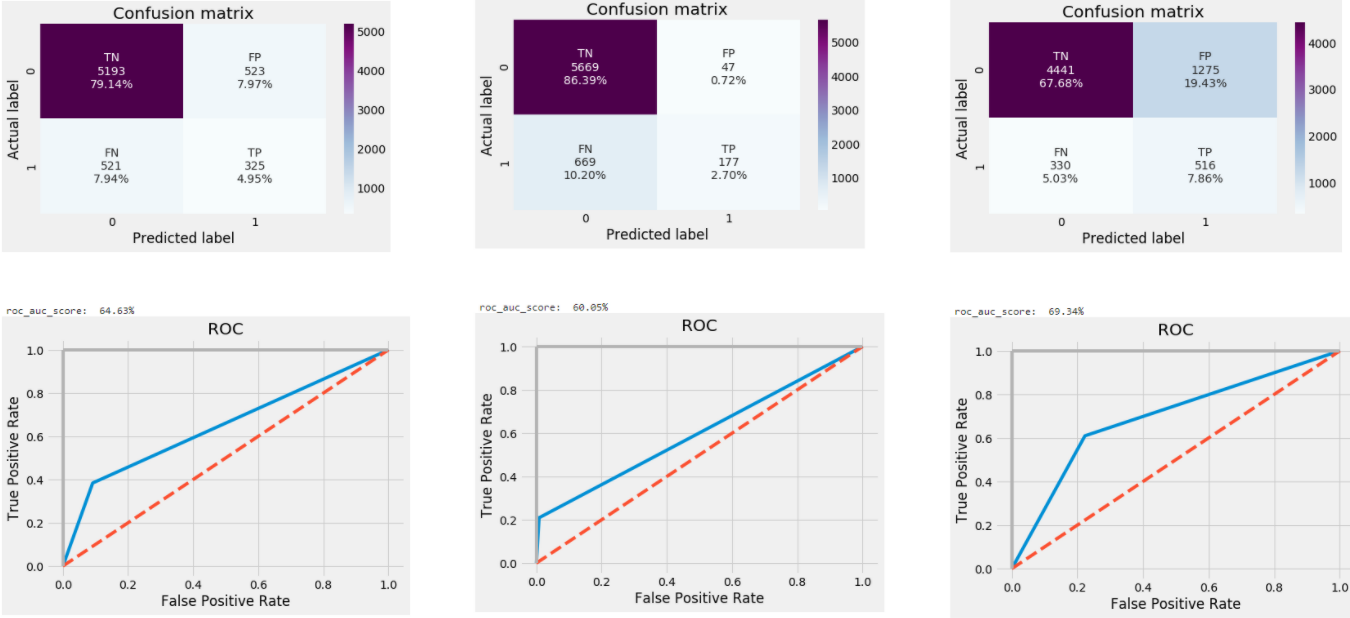 Confusion matrix
TN
5193
79.14%
FP
523
7.97%
FN
521
7.94%
TP
325
4.95%
0
1
0
1
Actual label
Predicted label
5000
4000
3000
2000
1000
Confusion matrix
TN
5669
86.39%
FP
47
0.72%
FN
669
10.20%
TP
177
2.70%
0
1
0
1
Actual label
Predicted label
5000
4000
3000
2000
1000
Confusion matrix
TN
4441
67.68%
FP
1275
19.43%
FN
330
5.03%
TP
516
7.86%
0
1
0
1
Actual label
Predicted label
4000
3000
2000
1000
roc_auc_score: 64.63%
ROC
1.0
0.8
0.6
0.4
0.2
0.0
True Positive Rate
0.0 0.2 0.4 0.6 0.8 1.0
False Positive Rate
roc_auc_score: 60.05%
ROC
1.0
0.8
0.6
0.4
0.2
0.0
True Positive Rate
0.0 0.2 0.4 0.6 0.8 1.0
False Positive Rate
roc_auc_score: 69.34%
ROC
1.0
0.8
0.6
0.4
0.2
0.0
True Positive Rate
0.0 0.2 0.4 0.6 0.8 1.0
False Positive Rate